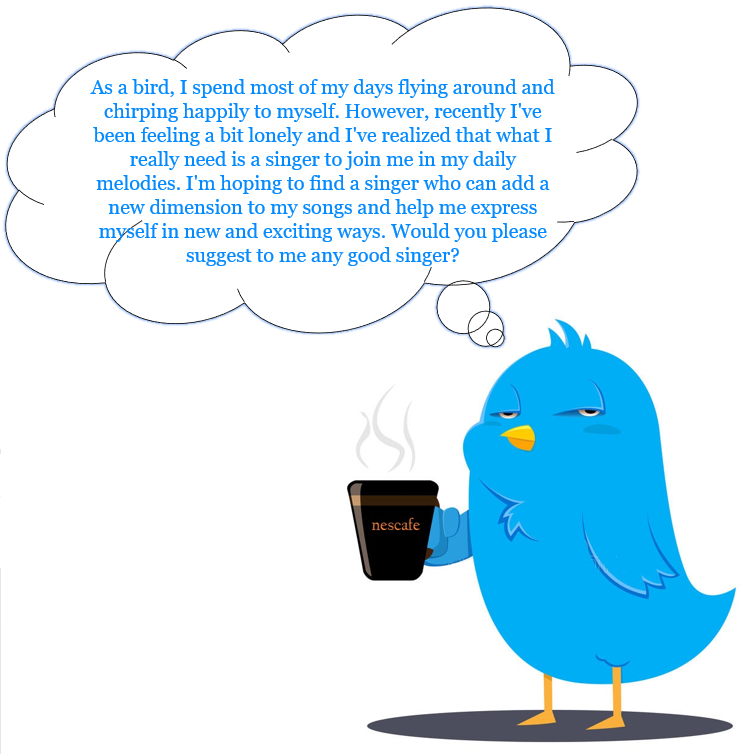 As a bird, I spend most of my days flying around and
chirping happily to myself. However, recently I've
been feeling a bit lonely and I've realized that what I
really need is a singer to join me in my daily
melodies. I'm hoping to find a singer who can add a
new dimension to my songs and help me express
myself in new and exciting ways. Would you please
suggest to me any good singer?
nescafe